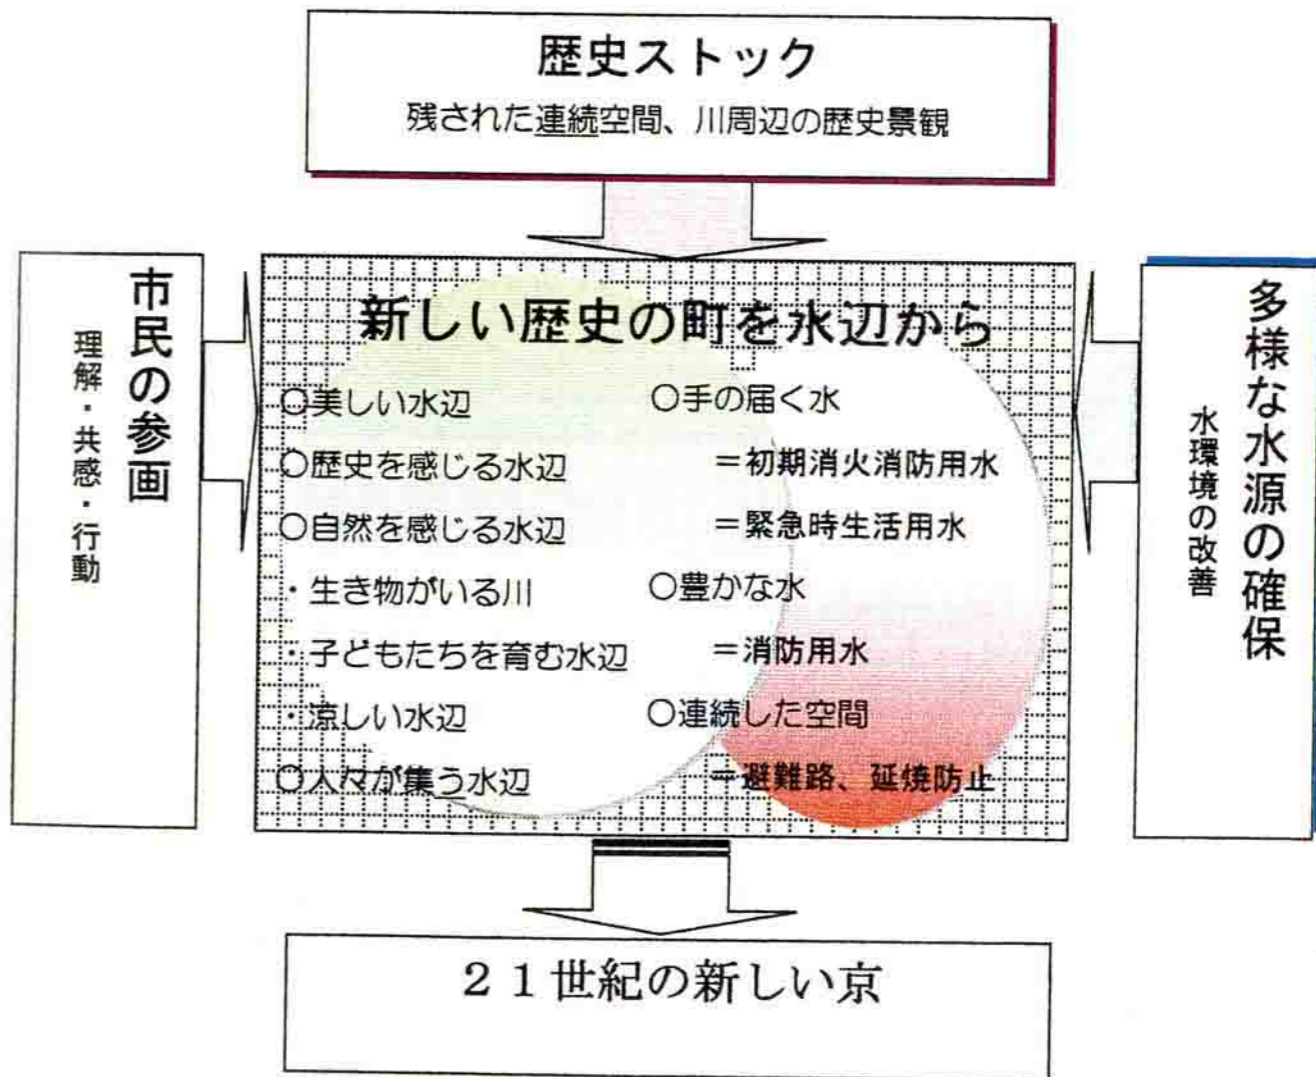 歴史ストック
残された連続空間、川周辺の歴史景観
市民の参画
理解・共感・行動
新しい歴史の町を水辺から
〇美しい水辺
〇歴史を感じる水辺
〇自然を感じる水辺
・生き物がいる川
・子どもたちを育む水辺
・涼しい水辺
〇人々が集う水辺
〇手の届く水
＝初期消火消防用水
＝緊急時生活用水
〇豊かな水
＝消防用水
〇連続した空間
＝避難路、延焼防止
多様な水源の確保
水環境の改善
２１世紀の新しい京